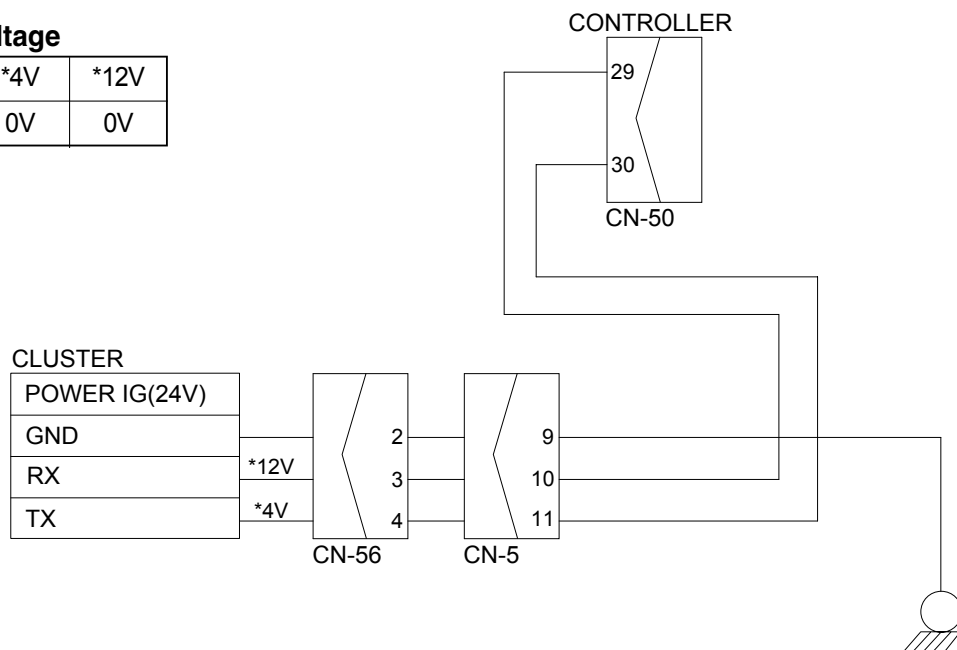 CONTROLLER
*4V *12V
0V 0V
29
30
CN-50
CLUSTER
POWER IG(24V)
GND
RX
TX
*12V
*4V
2
3
4
CN-56
9
10
11
CN-5